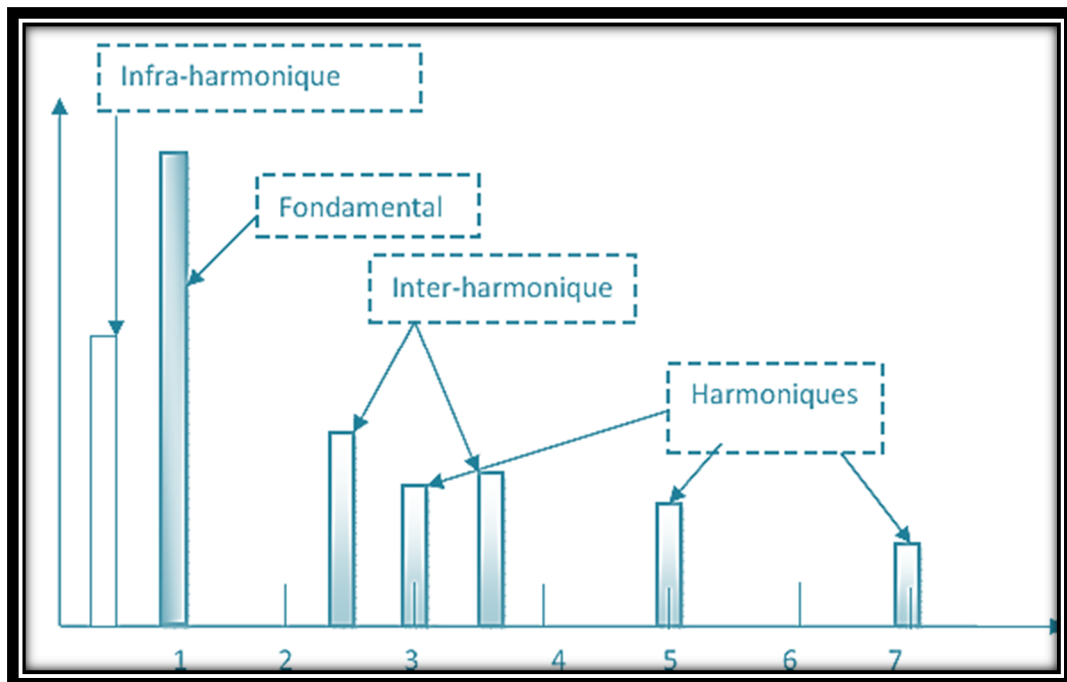 Infra-harmonique
Fondamental
Inter-harmonique
Harmoniques
1 2 3 4 5 6 7